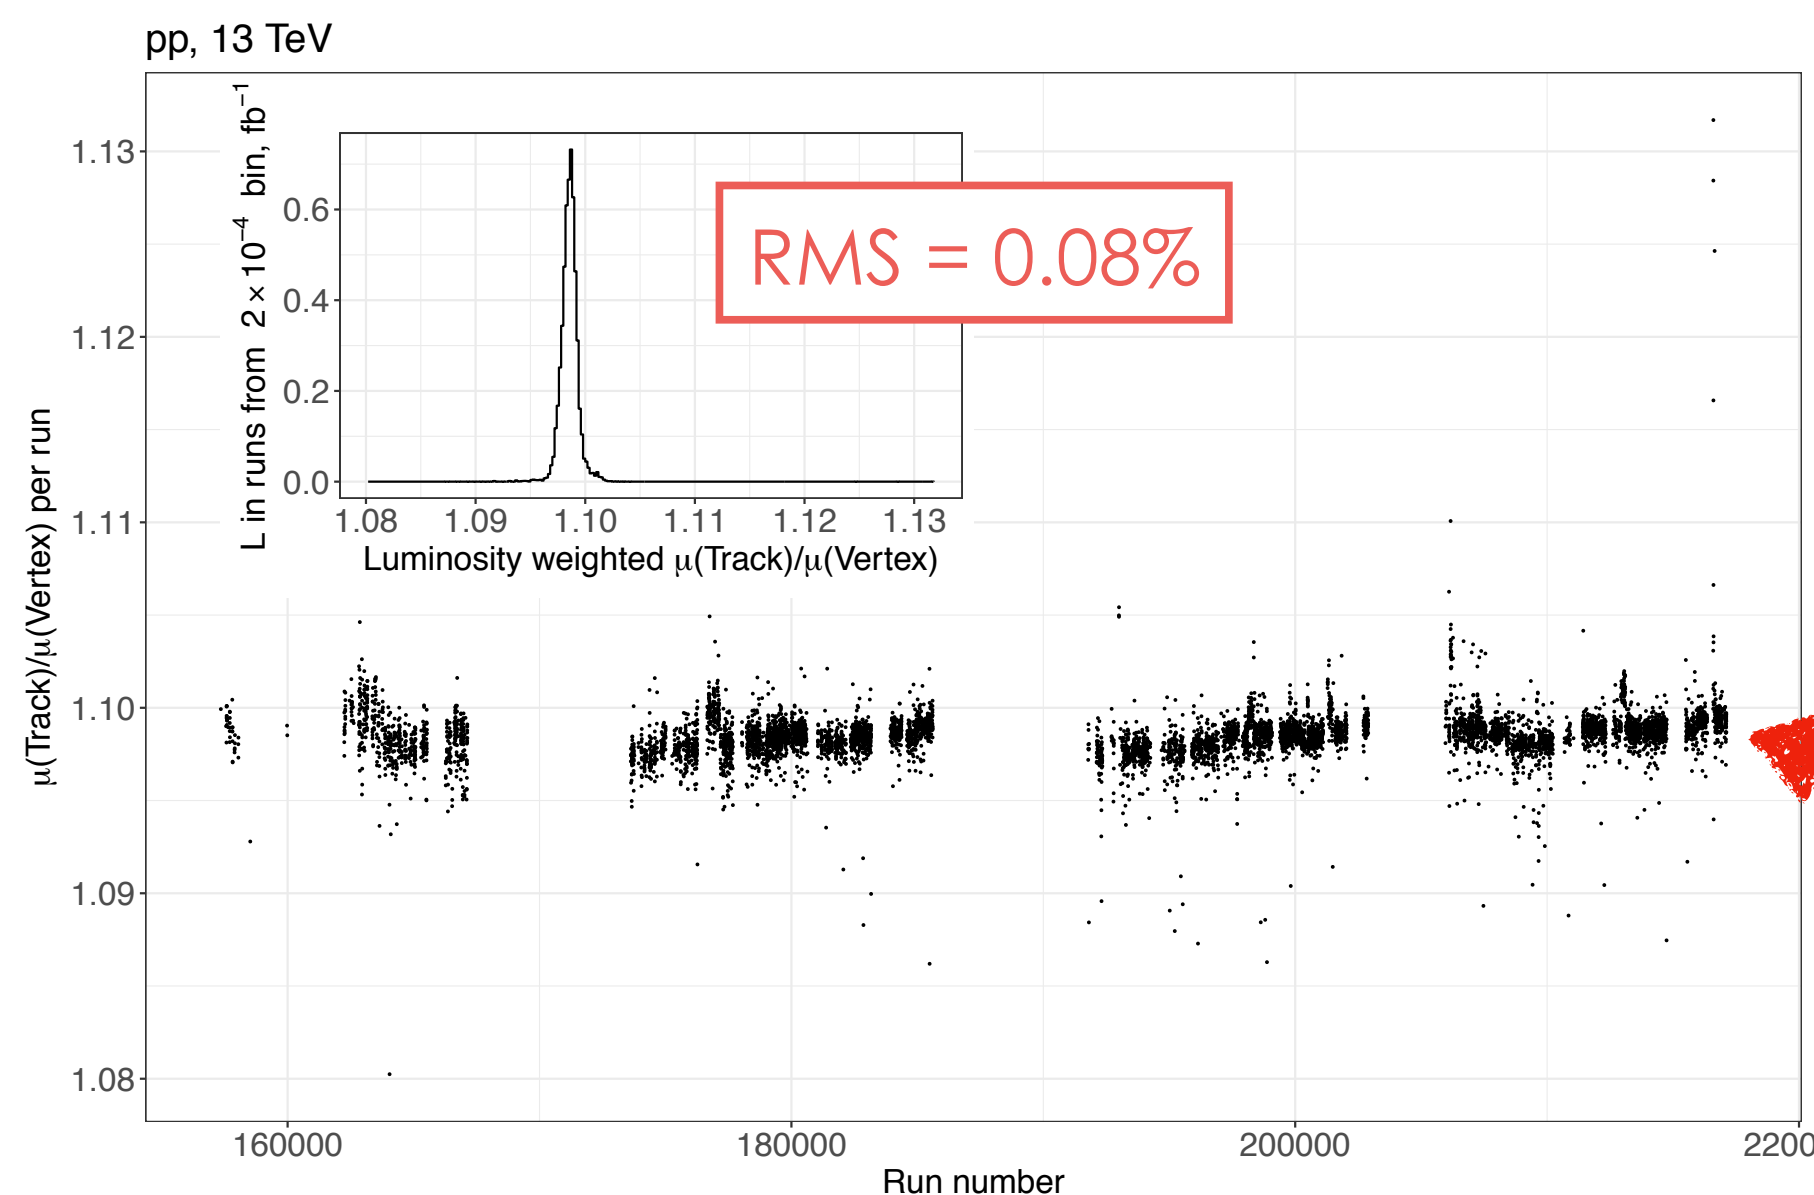 pp, 13 TeV
μ(Track)/μ(Vertex) per run
1.13
1.12
1.11
1.10
1.09
1.08
L in runs from 2 × 10⁻⁴ bin, fb⁻¹
0.6
0.4
0.2
0.0
RMS = 0.08%
1.08 1.09 1.10 1.11 1.12 1.13
Luminosity weighted μ(Track)/μ(Vertex)
160000 180000 200000 2200
Run number